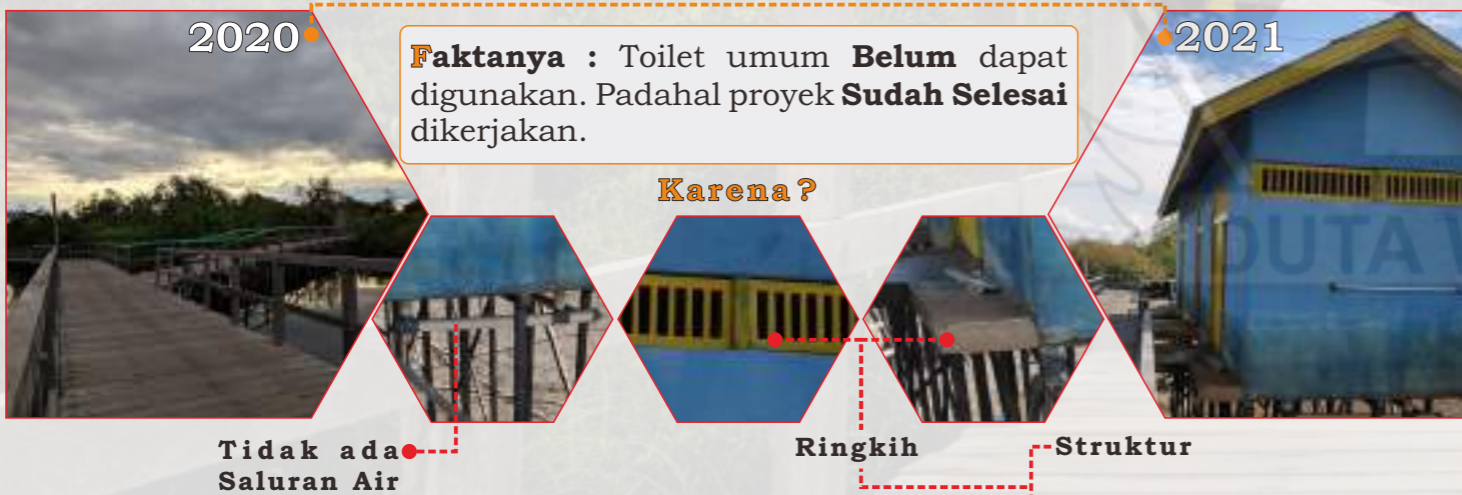 2020
2021
Faktanya : Toilet umum Belum dapat
digunakan. Padahal proyek Sudah Selesai
dikerjakan.
Karena?
DUTA
Tidak ada
Saluran Air
Ringkih
Struktur